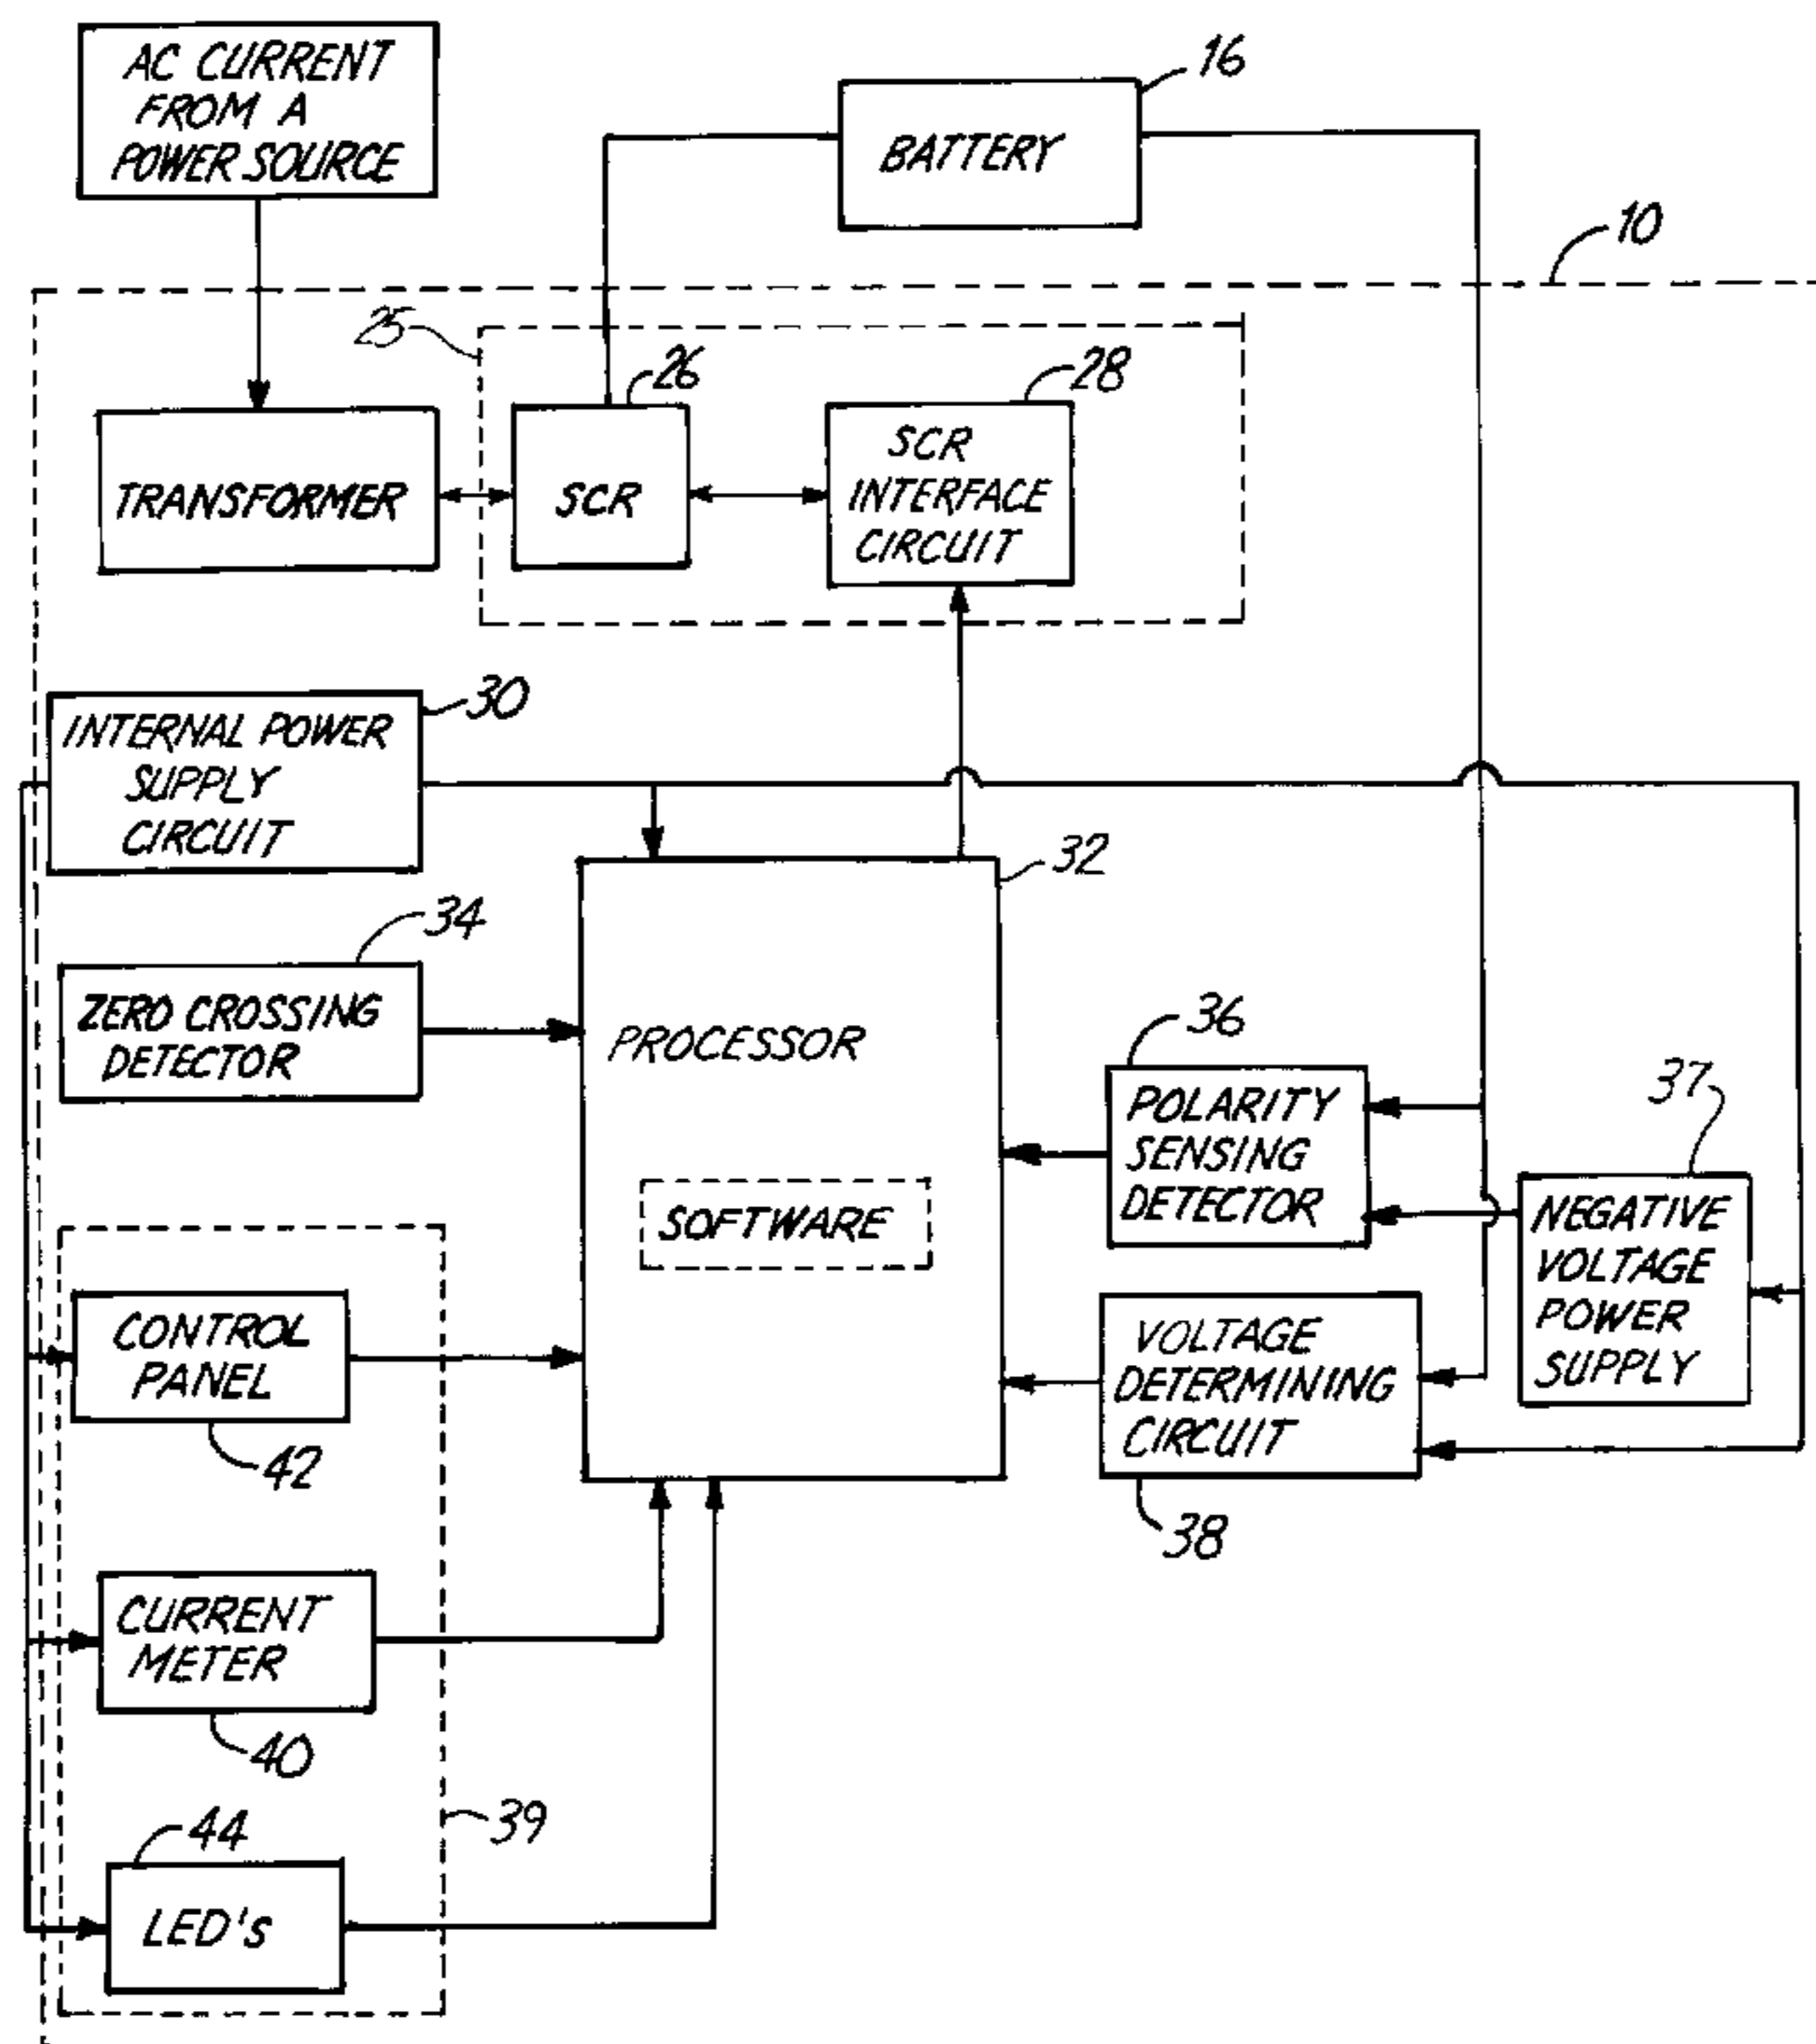 AC CURRENT
FROM A
POWER SOURCE
16
BATTERY
10
25
26
28
TRANSFORMER
SCR
SCR
INTERFACE
CIRCUIT
30
INTERNAL POWER
SUPPLY
CIRCUIT
32
34
ZERO CROSSING
DETECTOR
PROCESSOR
SOFTWARE
36
POLARITY
SENSING
DETECTOR
37
NEGATIVE
VOLTAGE
POWER
SUPPLY
CONTROL
PANEL
42
VOLTAGE
DETERMINING
CIRCUIT
38
CURRENT
METER
40
39
44
LED's